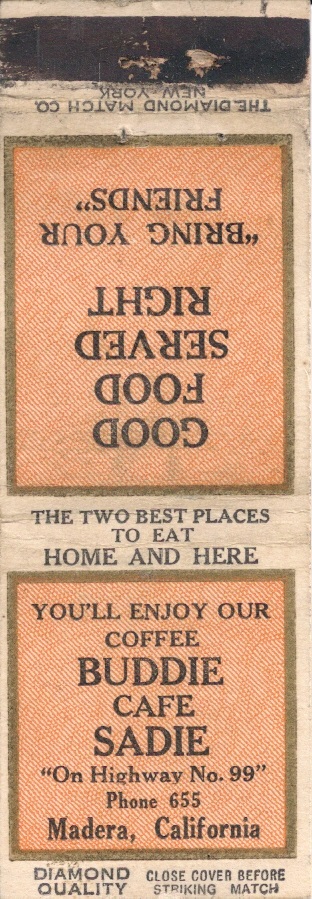 THE DIAMOND MATCH CO.
NEW YORK
GOOD
FOOD
SERVED
RIGHT
"BRING YOUR
FRIENDS"
THE TWO BEST PLACES
TO EAT
HOME AND HERE
YOU'LL ENJOY OUR
COFFEE
BUDDIE
CAFE
SADIE
"On Highway No. 99"
Phone 655
Madera, California
DIAMOND
QUALITY
CLOSE COVER BEFORE
STRIKING MATCH